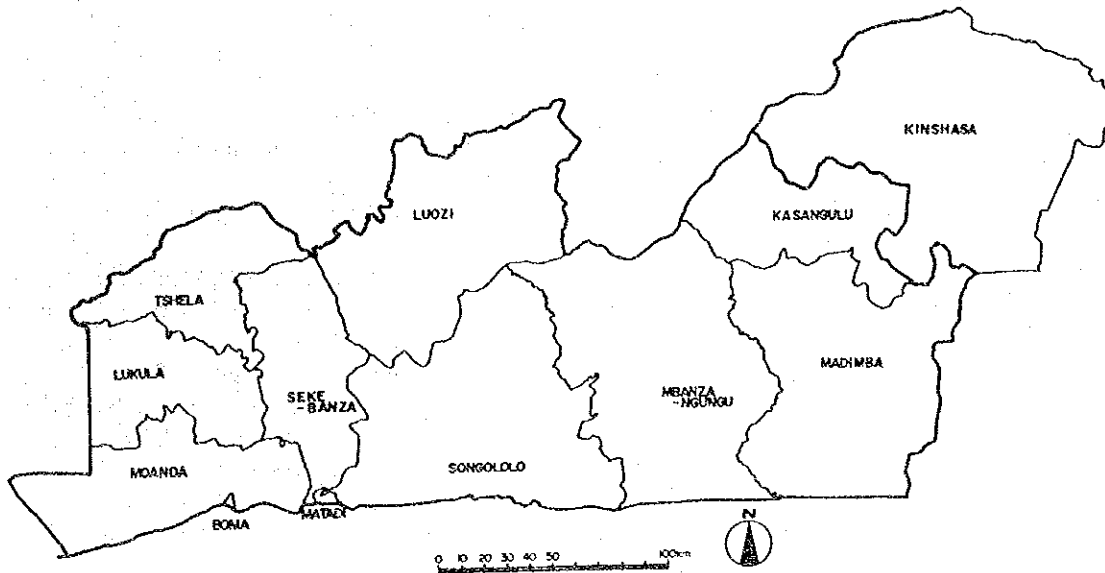 KINSHASA
LUOZI
KASANGULU
TSHELA
MADIMBA
LUKULA
SEKE
-BANZA
MBANZA
-NGUNGU
MOANDA
SONGOLOLO
MATADI
BOMA
N
0 10 20 30 40 50 100km